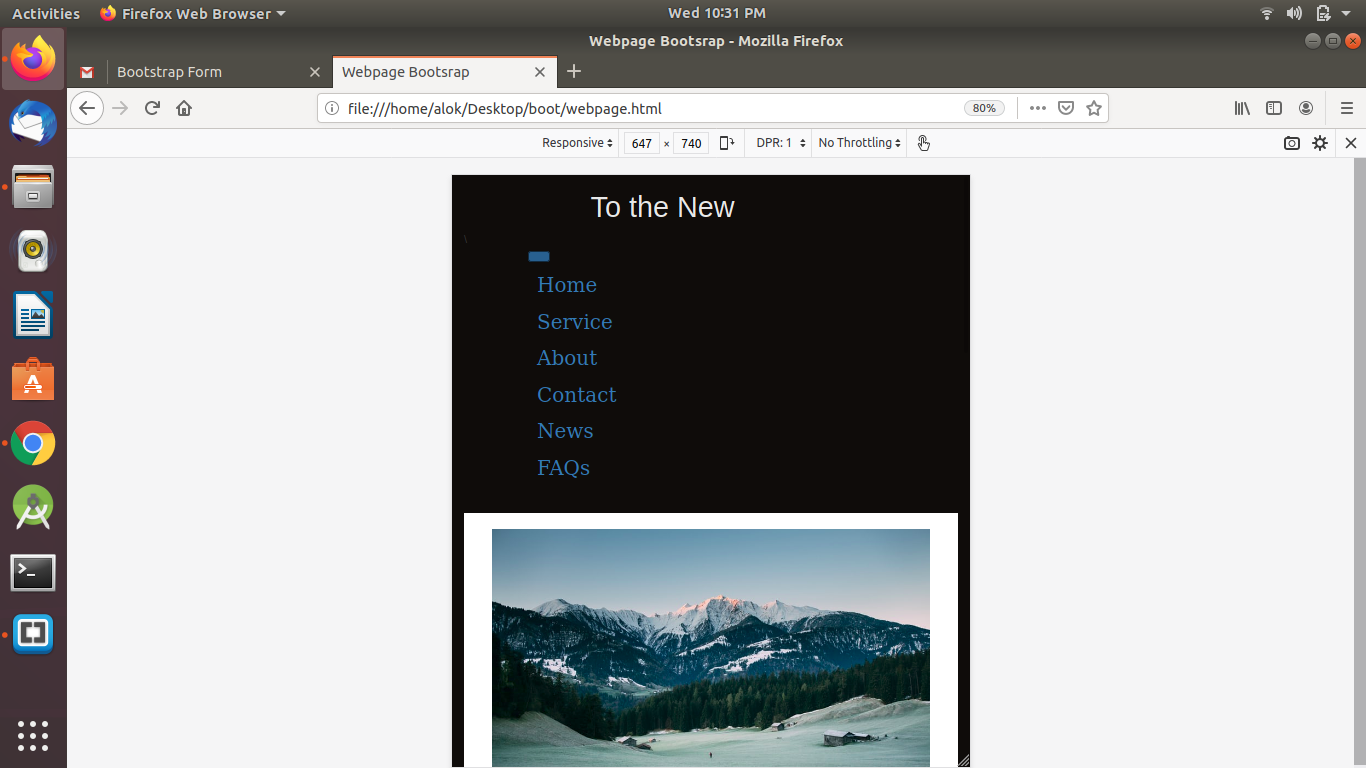 Activities Firefox Web Browser Wed 10:31 PM
Webpage Bootsrap - Mozilla Firefox
Bootstrap Form Webpage Bootsrap
file:///home/alok/Desktop/boot/webpage.html 80%
Responsive 647 × 740 DPR: 1 No Throttling
To the New
\
Home
Service
About
Contact
News
FAQs